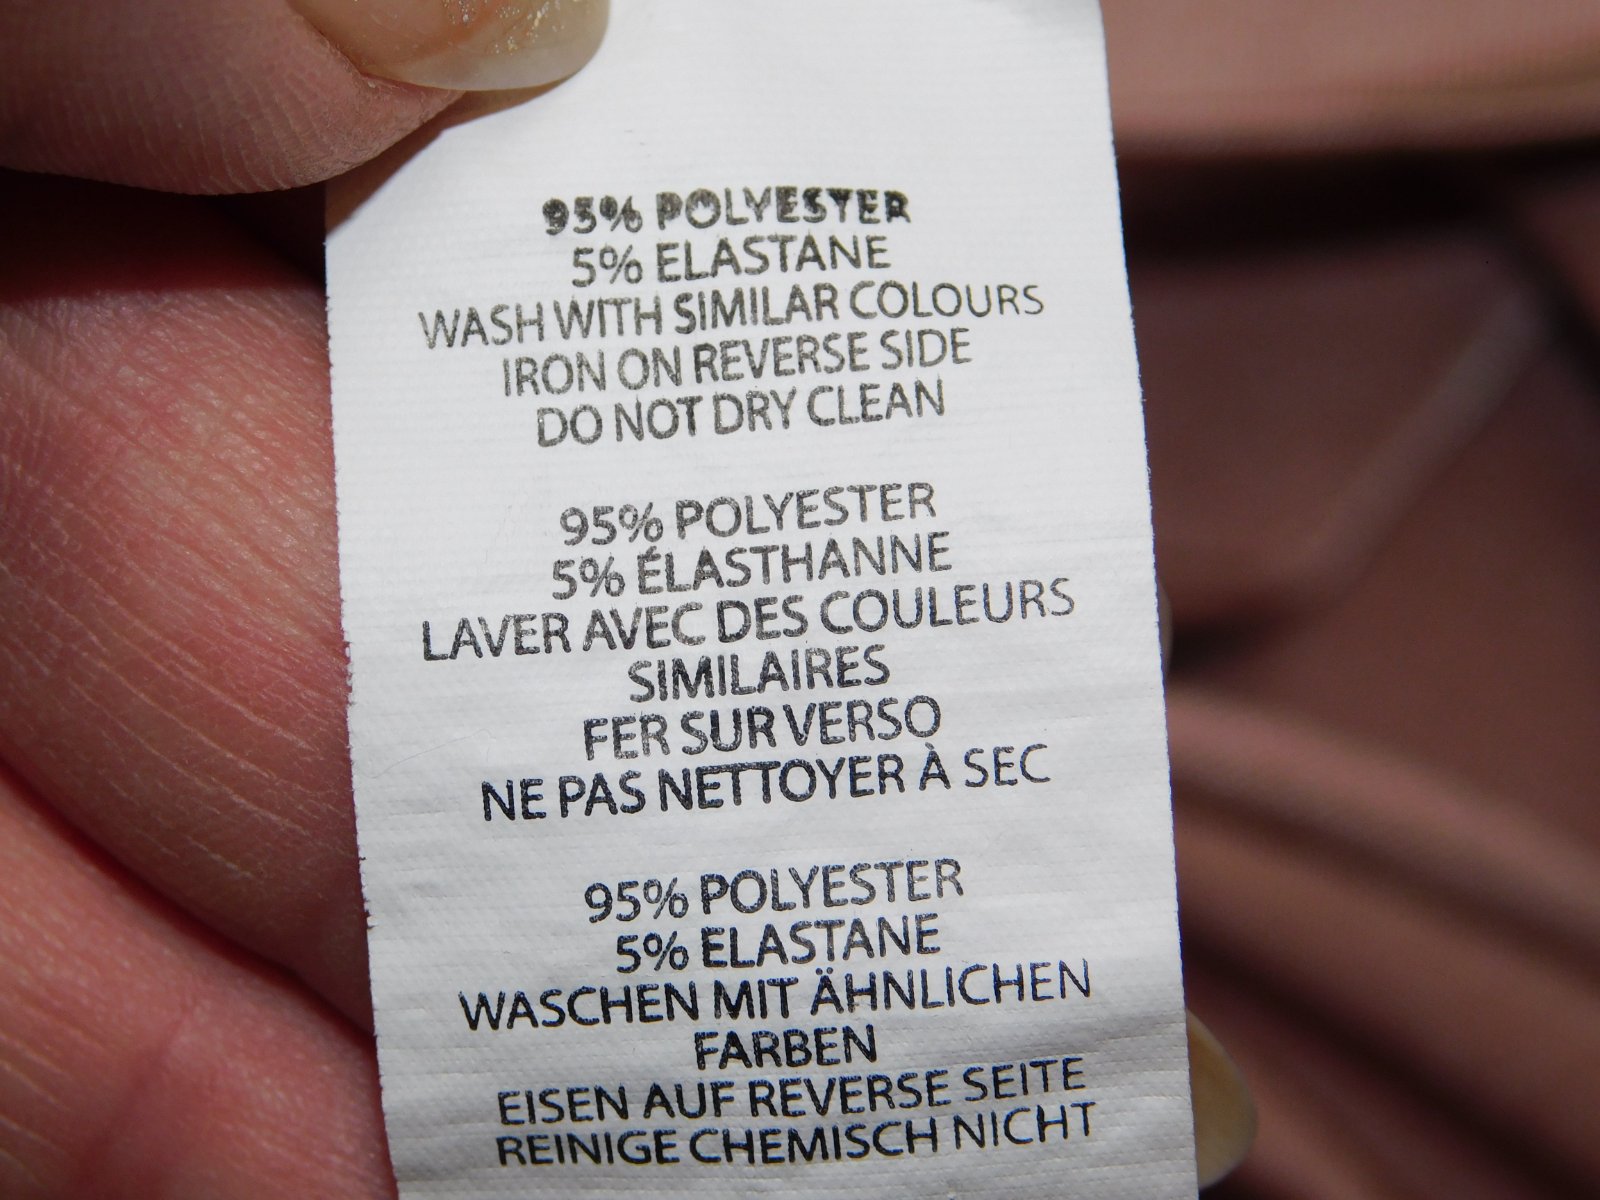 95% POLYESTER
5% ELASTANE
WASH WITH SIMILAR COLOURS
IRON ON REVERSE SIDE
DO NOT DRY CLEAN
95% POLYESTER
5% ÉLASTHANNE
LAVER AVEC DES COULEURS
SIMILAIRES
FER SUR VERSO
NE PAS NETTOYER À SEC
95% POLYESTER
5% ELASTANE
WASCHEN MIT ÄHNLICHEN
FARBEN
EISEN AUF REVERSE SEITE
REINIGE CHEMISCH NICHT